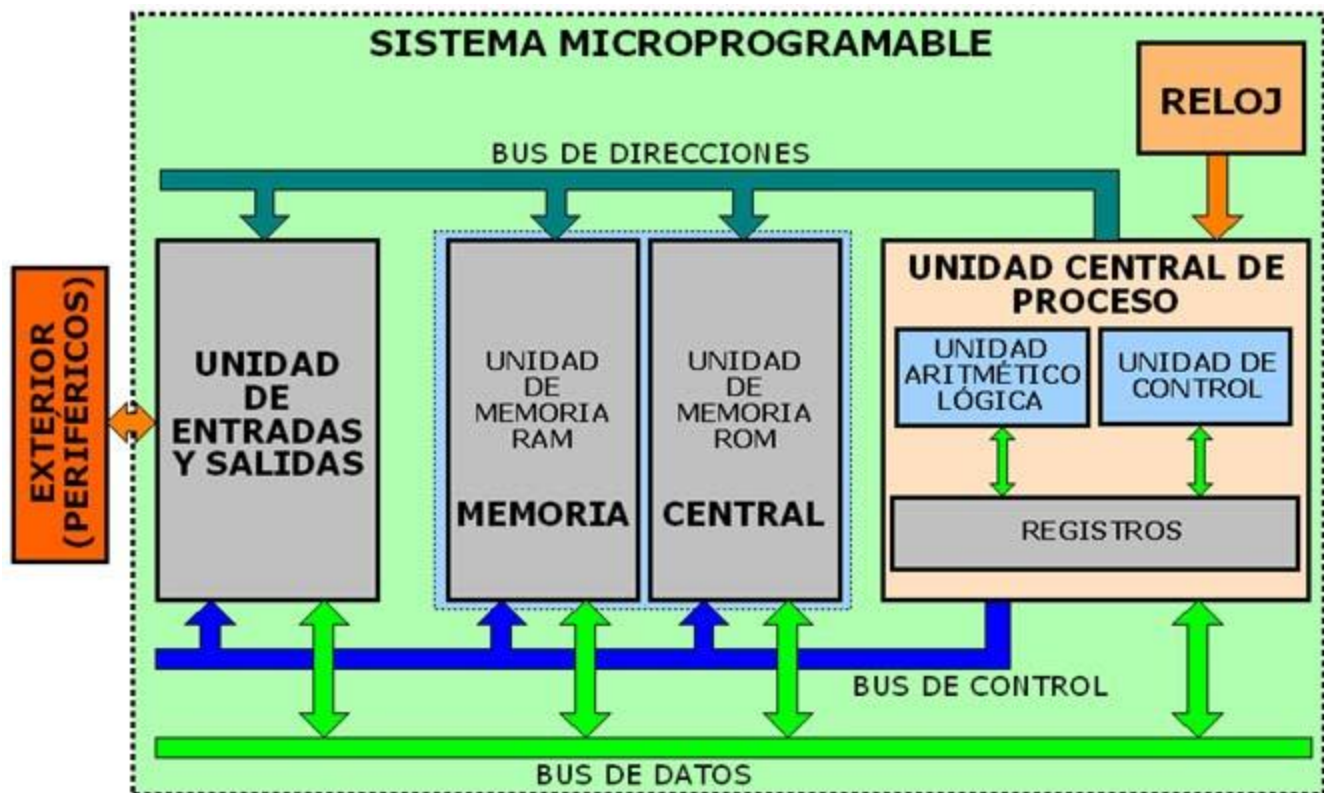 SISTEMA MICROPROGRAMABLE
RELOJ
BUS DE DIRECCIONES
EXTERIOR
(PERIFÉRICOS)
UNIDAD
DE
ENTRADAS
Y SALIDAS
UNIDAD
DE
MEMORIA
RAM
MEMORIA
UNIDAD
DE
MEMORIA
ROM
CENTRAL
UNIDAD CENTRAL DE
PROCESO
UNIDAD
ARITMÉTICO
LÓGICA
UNIDAD DE
CONTROL
REGISTROS
BUS DE CONTROL
BUS DE DATOS